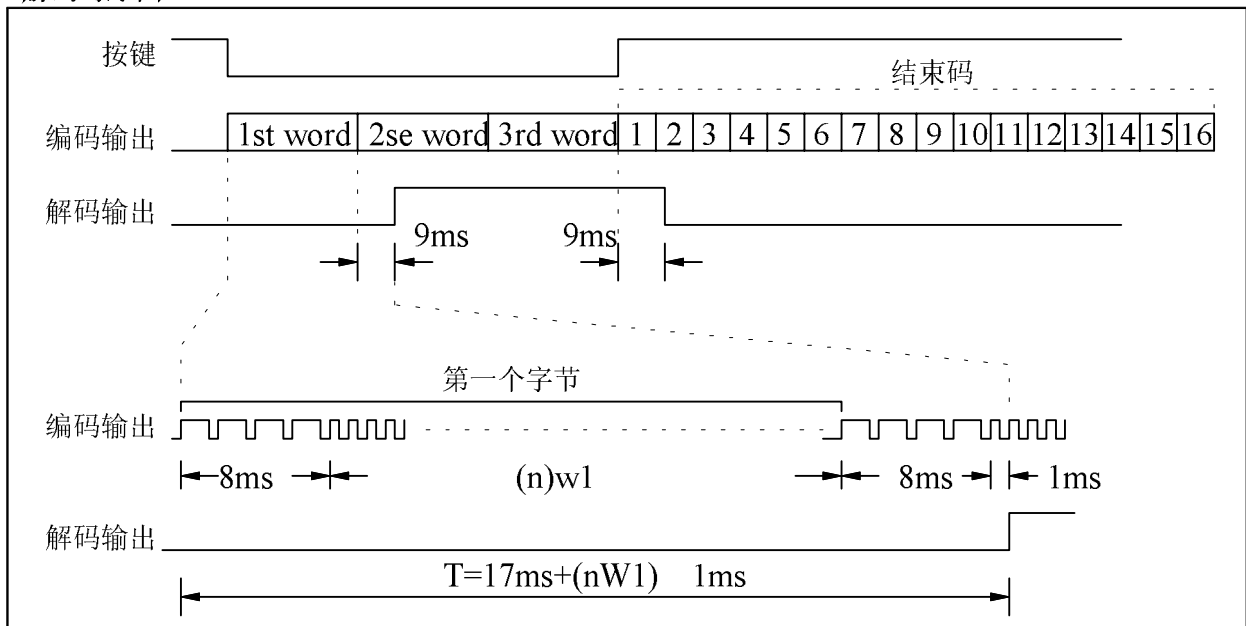 按键
结束码
编码输出 1st word 2se word 3rd word 1 2 3 4 5 6 7 8 9 10 11 12 13 14 15 16
解码输出
9ms 9ms
第一个字节
编码输出
8ms (n)w1 8ms 1ms
解码输出
T=17ms+(nW1) 1ms